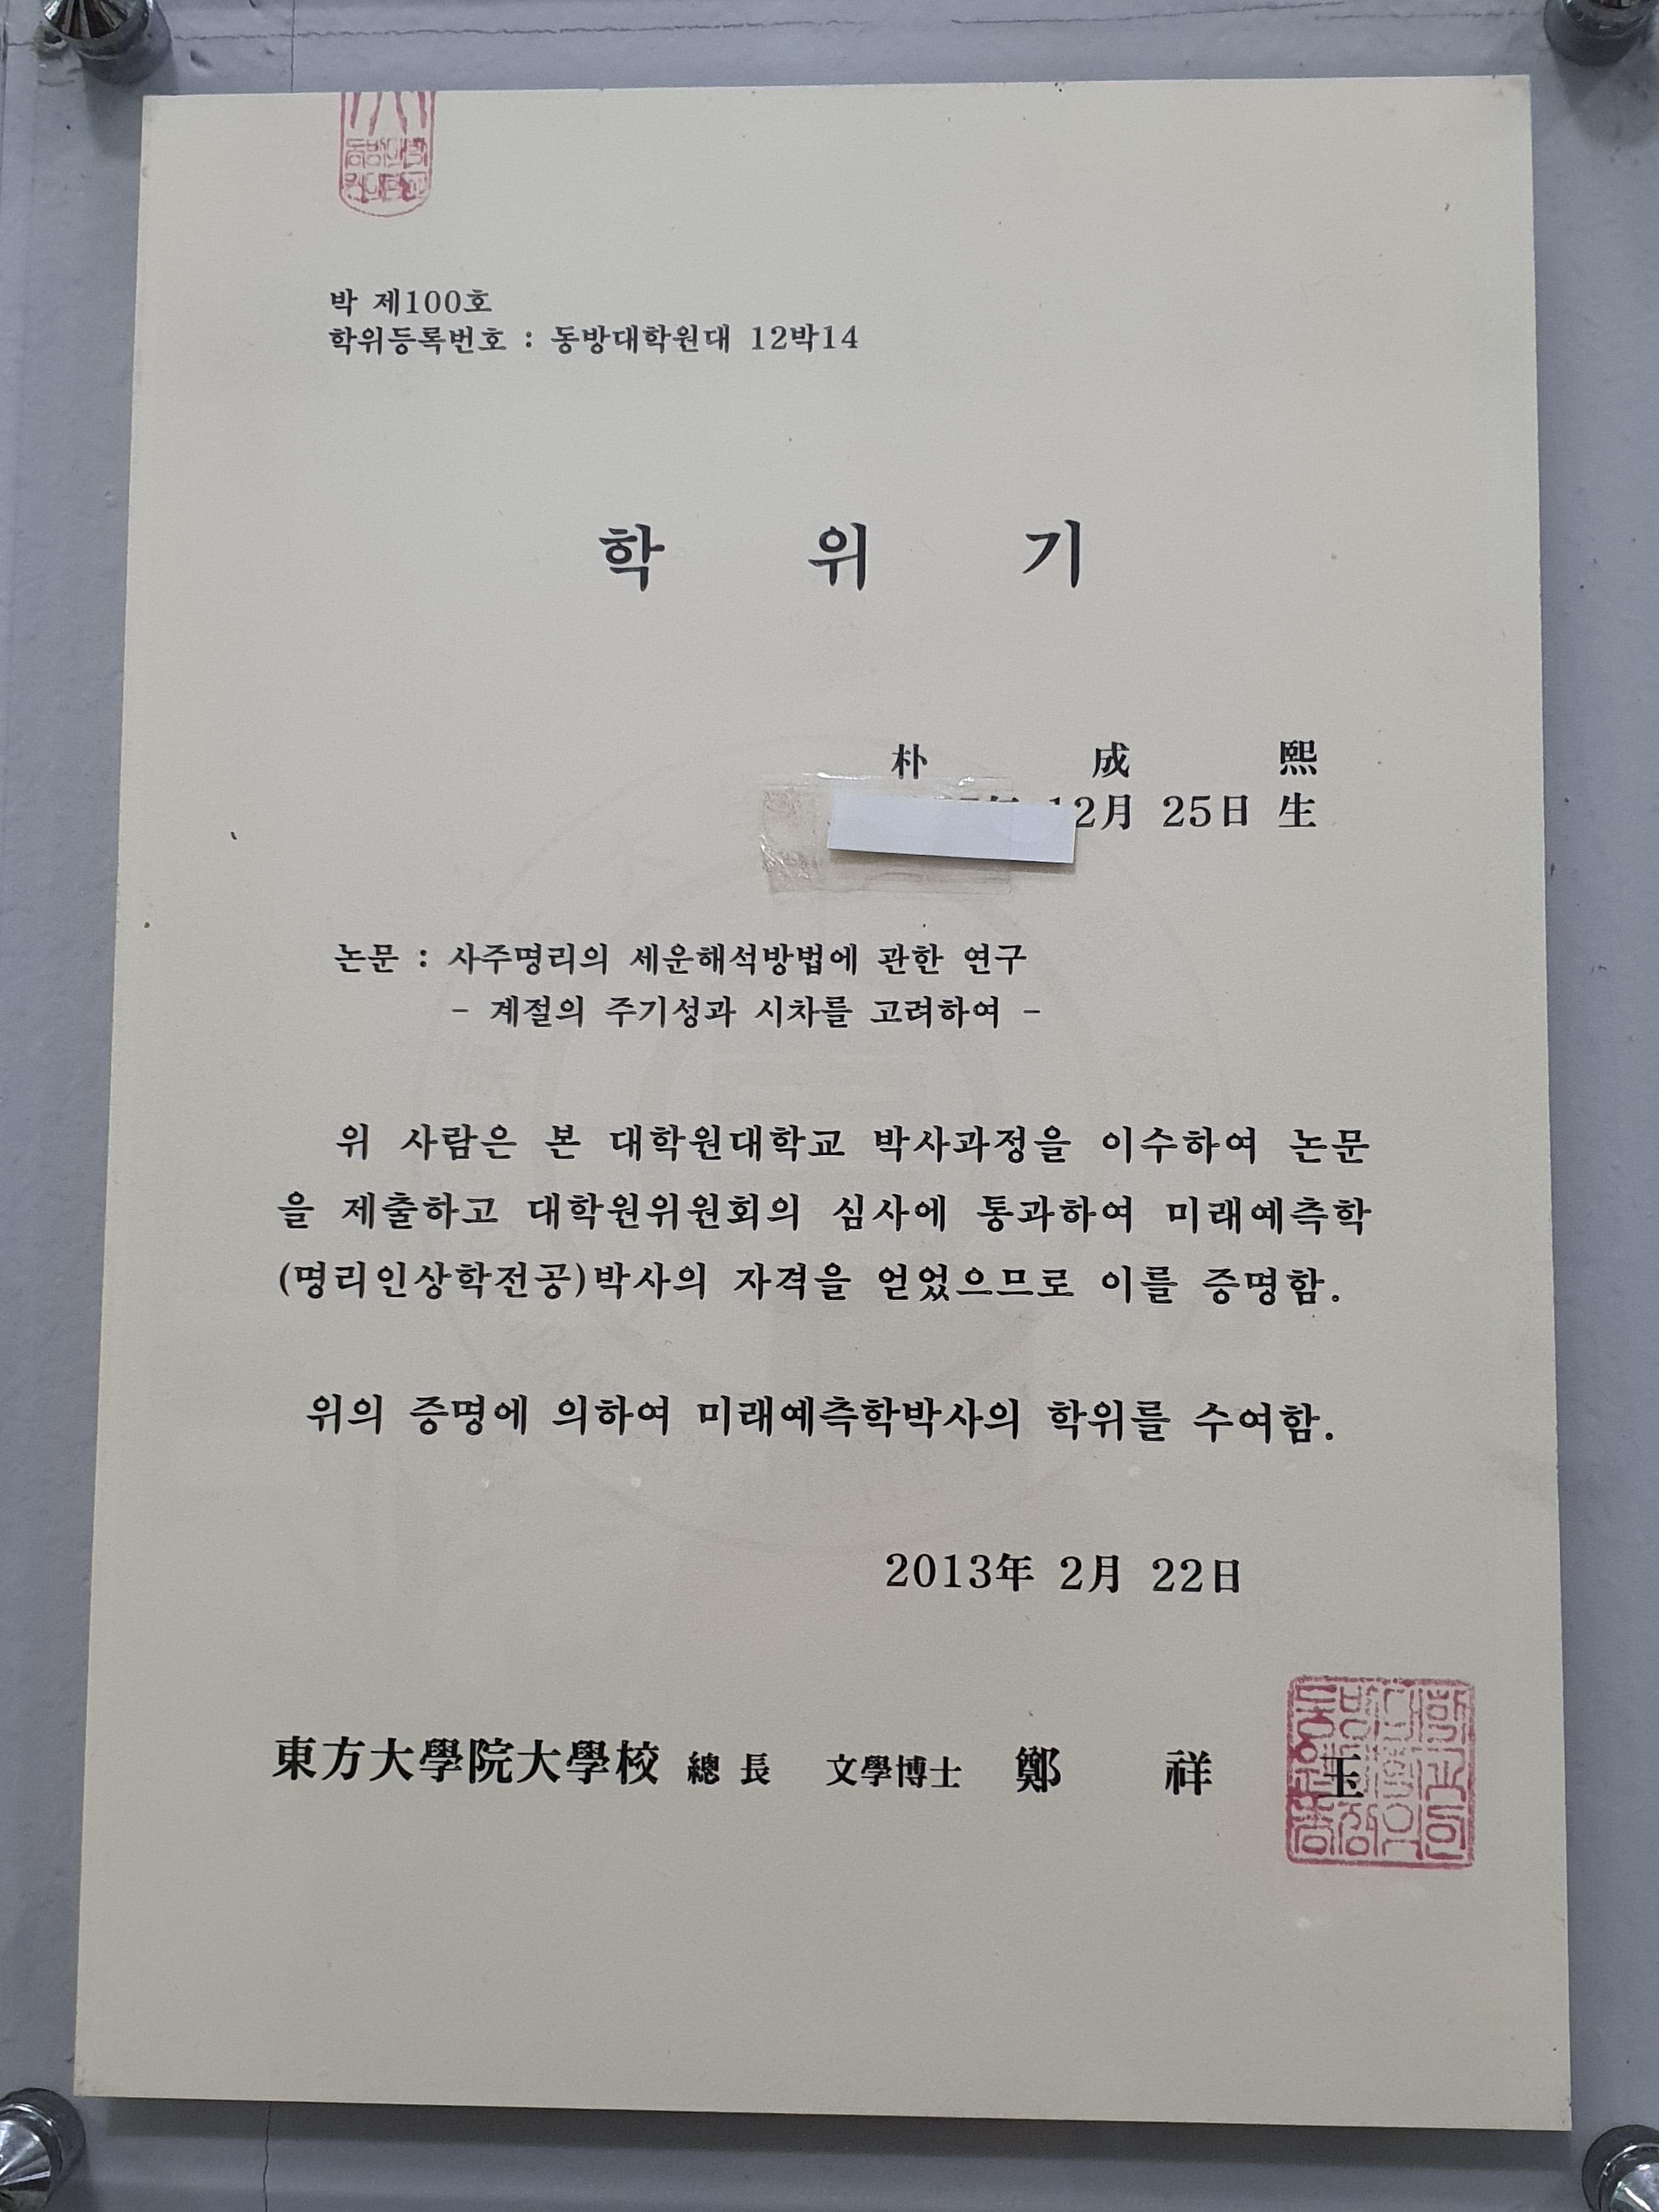 박 제100호
학위등록번호 : 동방대학원대 12박14
학 위 기
朴 成 熙
12月 25日 生
논문 : 사주명리의 세운해석방법에 관한 연구
- 계절의 주기성과 시차를 고려하여 -
위 사람은 본 대학원대학교 박사과정을 이수하여 논문
을 제출하고 대학원위원회의 심사에 통과하여 미래예측학
(명리인상학전공)박사의 자격을 얻었으므로 이를 증명함.
위의 증명에 의하여 미래예측학박사의 학위를 수여함.
2013年 2月 22日
東方大學院大學校 總 長 文學博士 鄭 祥 玉